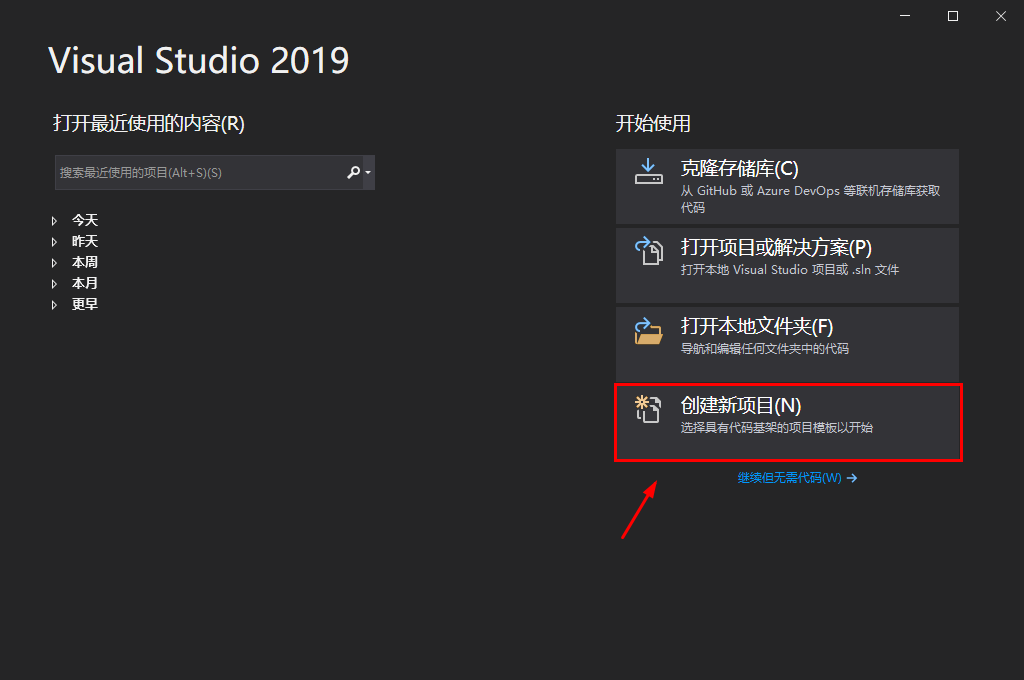 Visual Studio 2019
打开最近使用的内容(R)
搜索最近使用的项目(Alt+S)(S)
今天
昨天
本周
本月
更早
开始使用
克隆存储库(C)
从 GitHub 或 Azure DevOps 等联机存储库获取
代码
打开项目或解决方案(P)
打开本地 Visual Studio 项目或 .sln 文件
打开本地文件夹(F)
导航和编辑任何文件夹中的代码
创建新项目(N)
选择具有代码基架的项目模板以开始
继续但无需代码(W)